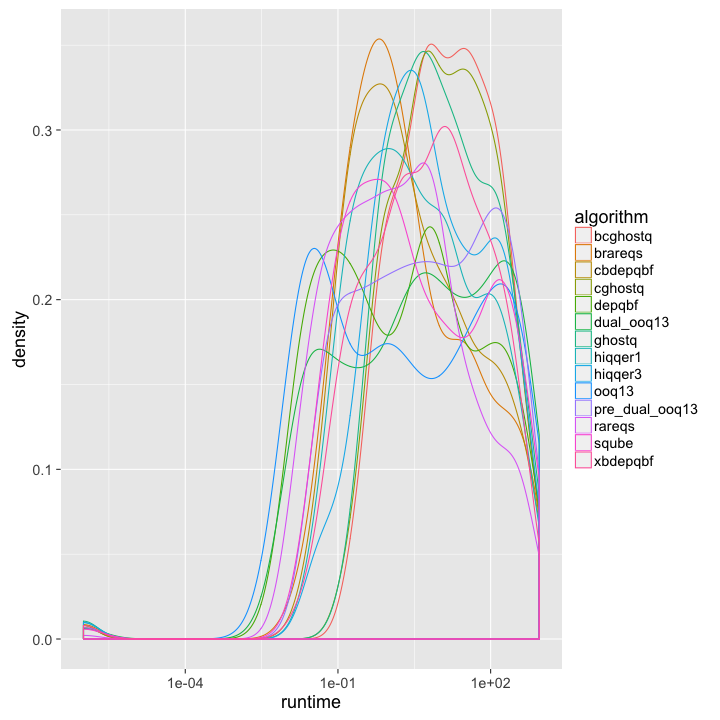 0.3
0.2
0.1
0.0
density
1e-04
1e-01
1e+02
runtime
algorithm
bcghostq
brareqs
cbdepqbf
cghostq
depqbf
dual_ooq13
ghostq
hiqqer1
hiqqer3
ooq13
pre_dual_ooq13
rareqs
sqube
xbdepqbf